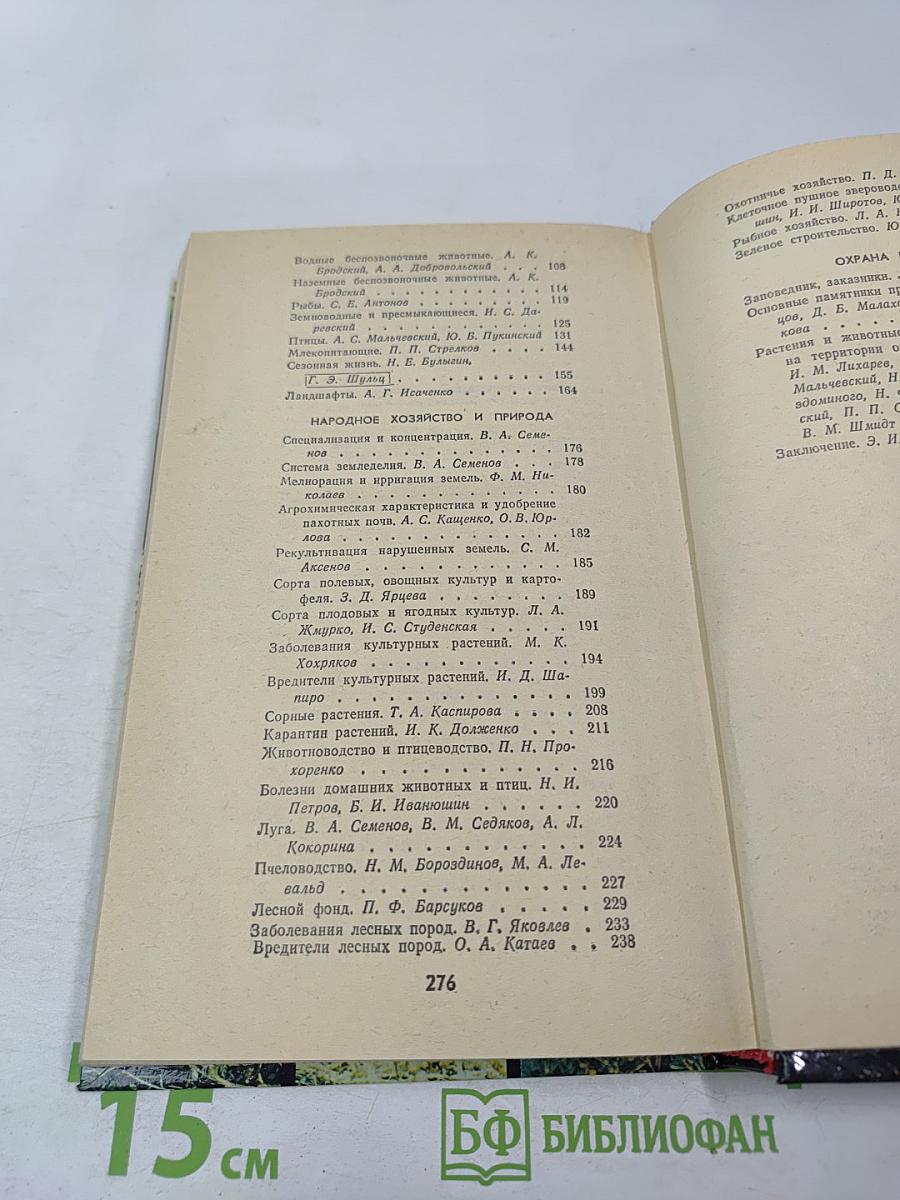 Водные беспозвоночные животные. А. К.
Бродский, А. А. Добровольский . . . 108
Наземные беспозвоночные животные. А. К.
Бродский . . . . . . . . . . . . . 114
Рыбы. С. Б. Антонов . . . . . . . . . 119
Земноводные и пресмыкающиеся. И. С. Да-
ревский . . . . . . . . . . . . . 125
Птицы. А. С. Мальчевский, Ю. Б. Пукинский 131
Млекопитающие. П. П. Стрелков . . . . 144
Сезонная жизнь. Н. Е. Булыгин,
Г. Э. Шульц . . . . . . . . . . . 155
Ландшафты. А. Г. Исаченко . . . . . . 164
НАРОДНОЕ ХОЗЯЙСТВО И ПРИРОДА
Специализация и концентрация. В. А. Семе-
нов . . . . . . . . . . . . . . . 176
Система земледелия. В. А. Семенов . . . 178
Мелиорация и ирригация земель. Ф. М. Ни-
колаев . . . . . . . . . . . . . 180
Агрохимическая характеристика и удобрение
пахотных почв. А. С. Кащенко, О. В. Юр-
лова . . . . . . . . . . . . . . 182
Рекультивация нарушенных земель. С. М.
Аксенов . . . . . . . . . . . . 185
Сорта полевых, овощных культур и карто-
феля. З. Д. Ярцева . . . . . . . . 189
Сорта плодовых и ягодных культур. Л. А.
Жмурко, И. С. Студенская . . . . . 191
Заболевания культурных растений. М. К.
Хохряков . . . . . . . . . . . 194
Вредители культурных растений. И. Д. Ша-
пиро . . . . . . . . . . . . . . 199
Сорные растения. Т. А. Каспирова . . . . 208
Карантин растений. И. К. Долженко . . . 211
Животноводство и птицеводство. П. Н. Про-
хоренко . . . . . . . . . . . . 216
Болезни домашних животных и птиц. Н. И.
Петров, Б. И. Иванюшин . . . . . . 220
Луга. В. А. Семенов, В. М. Седяков, А. Л.
Кокорина . . . . . . . . . . . . 224
Пчеловодство. Н. М. Бороздинов, М. А. Ле-
вальд . . . . . . . . . . . . . 227
Лесной фонд. П. Ф. Барсуков . . . . . 229
Заболевания лесных пород. В. Г. Яковлев . 233
Вредители лесных пород. О. А. Катаев . . 238
276
Охотничье хозяйство. П. Д.
Клеточное пушное звероводс
шин, И. И. Широтов, Ю
Рыбное хозяйство. Л. А.
Зеленое строительство. Ю
ОХРАНА
Заповедник, заказники.
Основные памятники пр
цов, Д. Б. Малахо
кова . . . . .
Растения и животные
на территории о
И. М. Лихарев,
Мальчевский, Н
здоминого, Н.
ский, П. П. С
В. М. Шмидт
Заключение. Э. И.
15 см
БФ БИБЛИОФАН